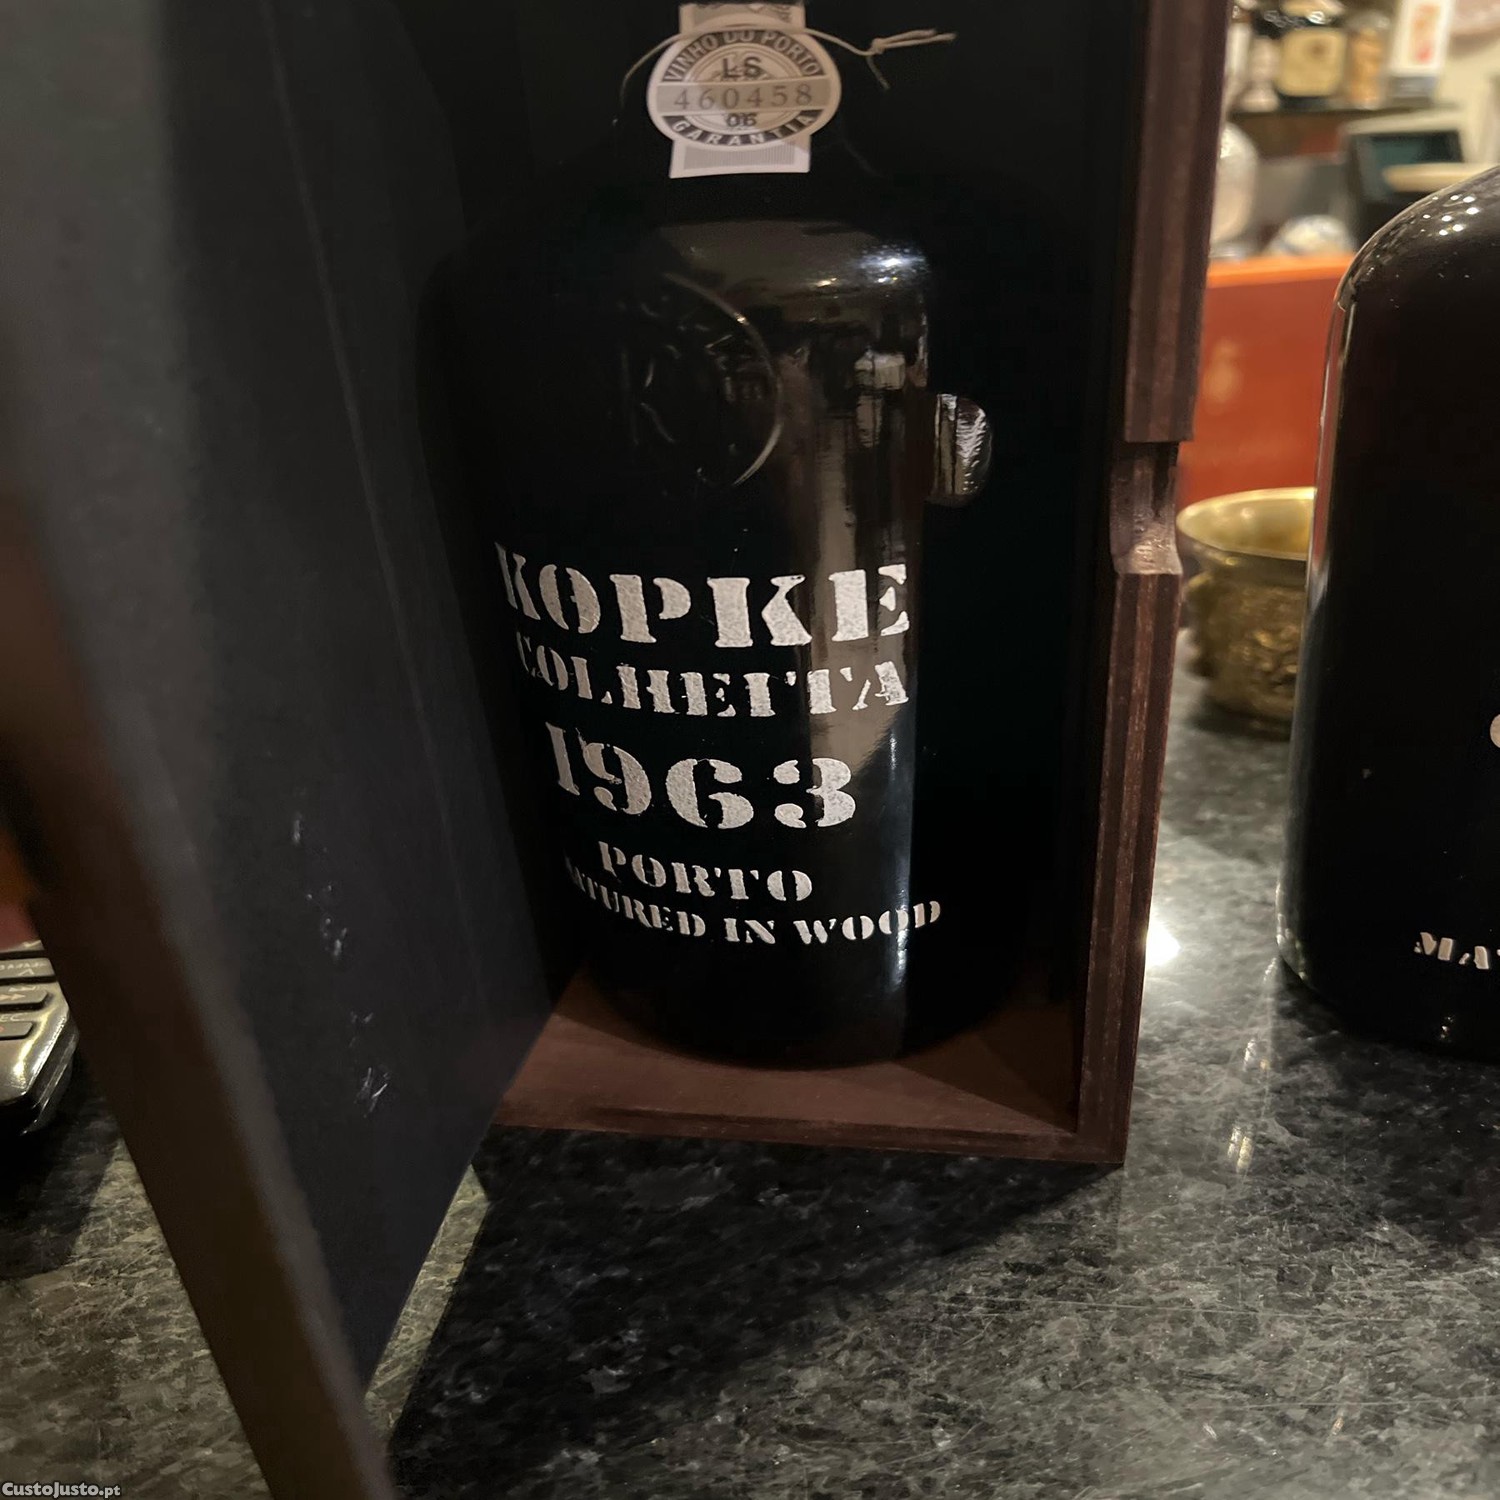 VINHO DO PORTO
LS
460458
06
GARANTIA
KOPKE
COLHEITA
1963
PORTO
MATURED IN WOOD
CustoJusto.pt